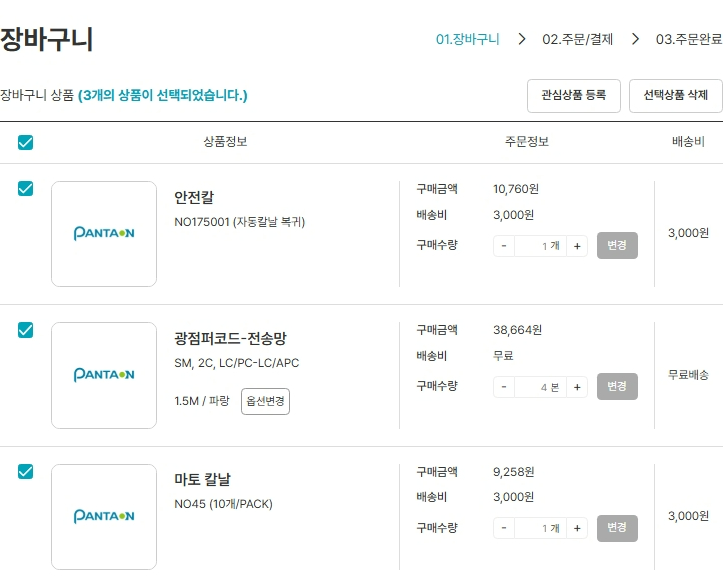 장바구니
01.장바구니 > 02.주문/결제 > 03.주문완료
장바구니 상품 (3개의 상품이 선택되었습니다.)
관심상품 등록
선택상품 삭제
상품정보 주문정보 배송비
PANTAON
안전칼
NO175001 (자동칼날 복귀)
구매금액 10,760원
배송비 3,000원
구매수량 - 1 개 + 변경
3,000원
PANTAON
광점퍼코드-전송망
SM, 2C, LC/PC-LC/APC
1.5M / 파랑 옵션변경
구매금액 38,664원
배송비 무료
구매수량 - 4 본 + 변경
무료배송
PANTAON
마토 칼날
NO45 (10개/PACK)
구매금액 9,258원
배송비 3,000원
구매수량 - 1 개 + 변경
3,000원